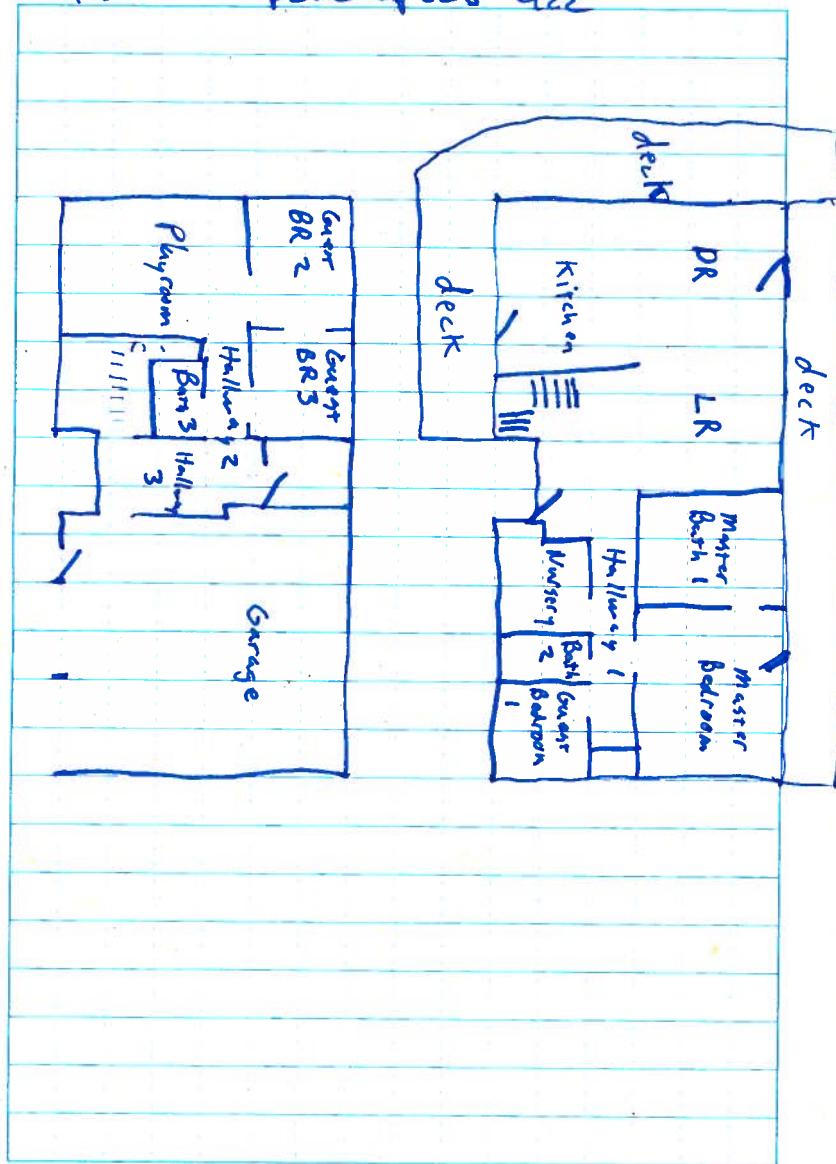 deck
deck
DR
LR
Master
Bath 1
Master
Bedroom
Kitchen
Hallway 1
Nursery
Bath
2
Guest
Bedroom
1
deck
Guest
BR 2
Guest
BR 3
Hallway 2
Playroom
Bath 3
Hallway
3
Garage